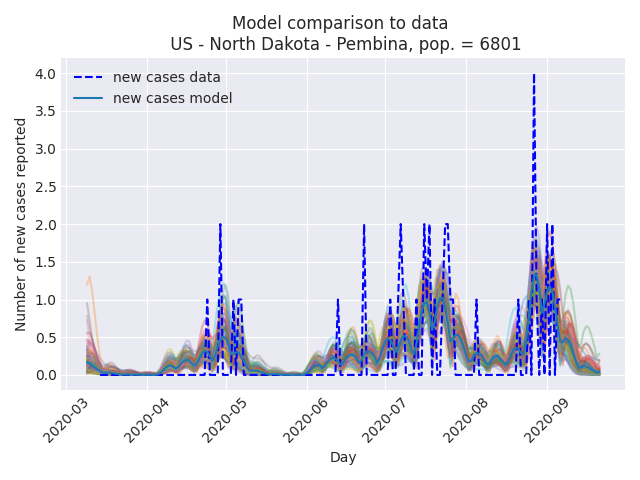 Model comparison to data
US - North Dakota - Pembina, pop. = 6801
new cases data
new cases model
Number of new cases reported
4.0
3.5
3.0
2.5
2.0
1.5
1.0
0.5
0.0
2020-03
2020-04
2020-05
2020-06
2020-07
2020-08
2020-09
Day